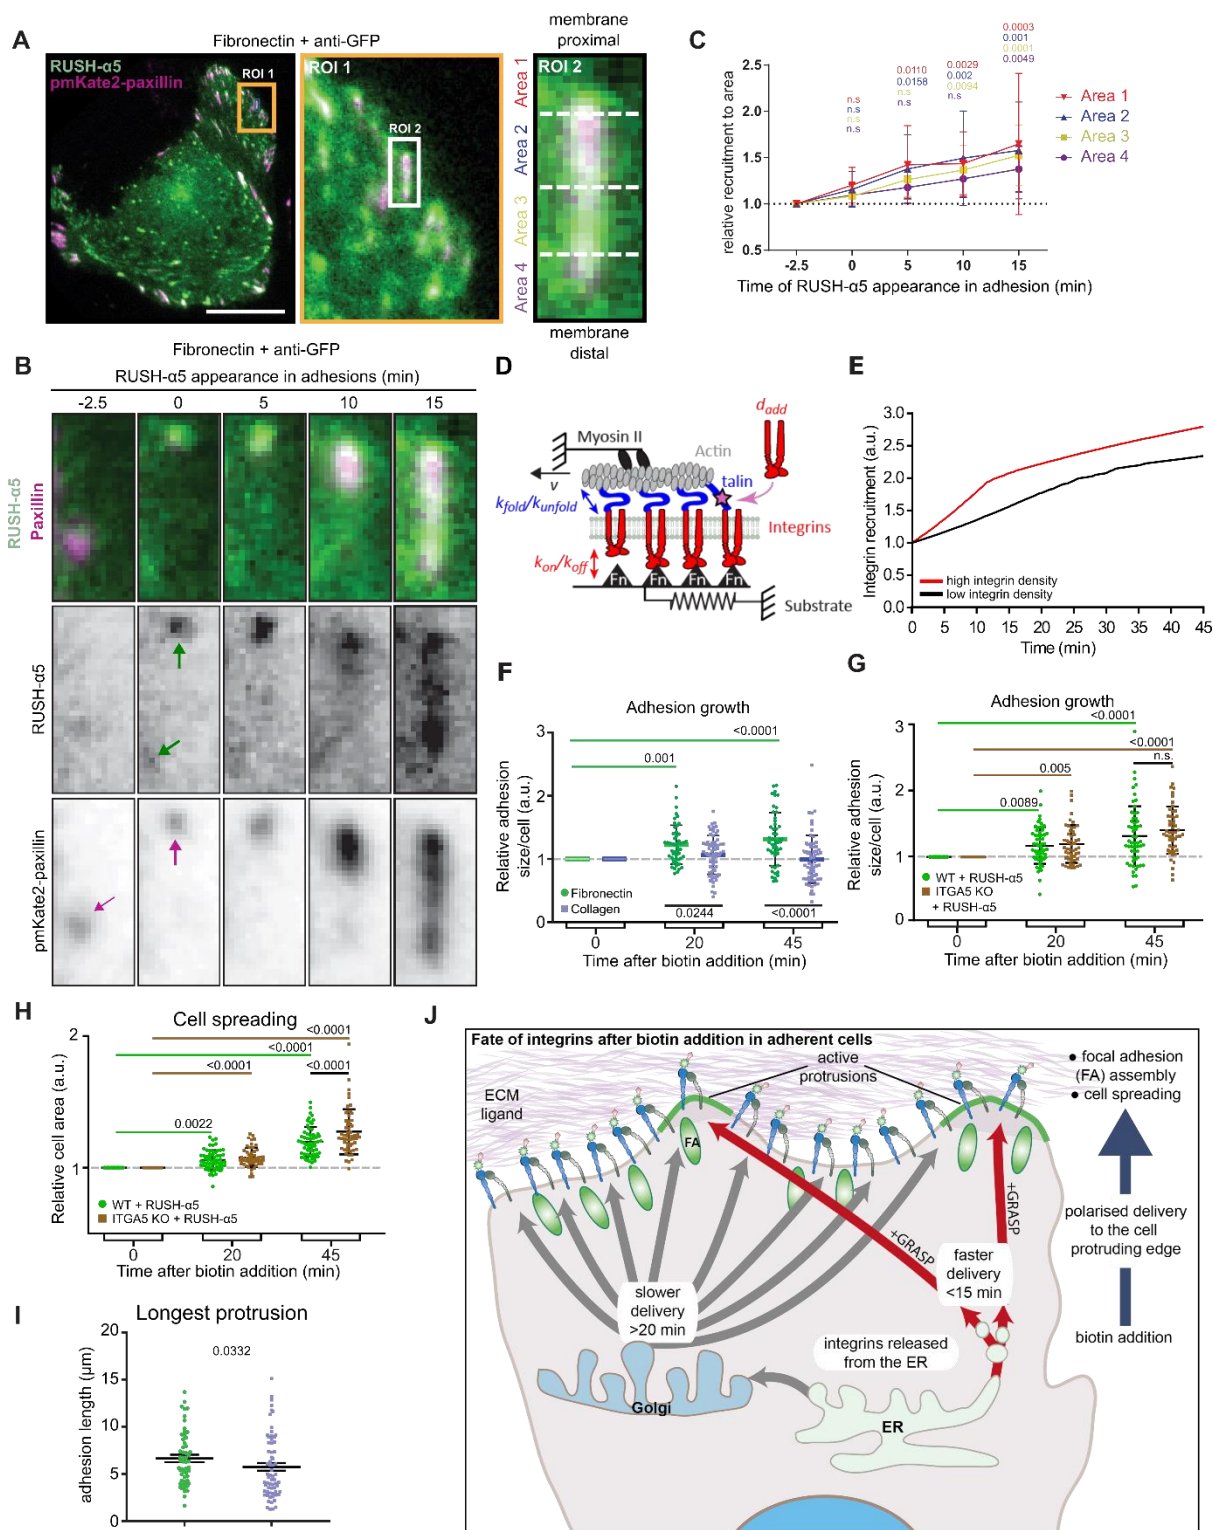 A
Fibronectin + anti-GFP
RUSH-α5
pmKate2-paxillin
ROI 1
ROI 1
ROI 2
membrane
proximal
ROI 2
Area 1
Area 2
Area 3
Area 4
membrane
distal
C
relative recruitment to area
2.5
2.0
1.5
1.0
0.5
n.s
n.s
n.s
n.s
0.0110
0.0158
n.s
n.s
0.0029
0.002
0.0094
n.s
0.0003
0.001
0.0001
0.0049
Area 1
Area 2
Area 3
Area 4
-2.5 0 5 10 15
Time of RUSH-α5 appearance in adhesion (min)
B
Fibronectin + anti-GFP
RUSH-α5 appearance in adhesions (min)
-2.5 0 5 10 15
RUSH-α5
Paxillin
RUSH-α5
pmKate2-paxillin
D
d_add
Myosin II
Actin
v
talin
k_fold/k_unfold
Integrins
k_on/k_off
Fn Fn Fn Fn
Substrate
E
Integrin recruitment (a.u.)
3.0
2.5
2.0
1.5
1.0
0.5
0.0
high integrin density
low integrin density
0 5 10 15 20 25 30 35 40 45
Time (min)
F
Adhesion growth
Relative adhesion
size/cell (a.u.)
3
2
1
0
<0.0001
0.001
Fibronectin
Collagen
0.0244
<0.0001
0 20 45
Time after biotin addition (min)
G
Adhesion growth
Relative adhesion
size/cell (a.u.)
3
2
1
0
<0.0001
<0.0001
n.s.
0.005
0.0089
WT + RUSH-α5
ITGA5 KO
+ RUSH-α5
0 20 45
Time after biotin addition (min)
H
Cell spreading
Relative cell area (a.u.)
2
1
<0.0001
<0.0001
<0.0001
<0.0001
0.0022
WT + RUSH-α5
ITGA5 KO + RUSH-α5
0 20 45
Time after biotin addition (min)
I
Longest protrusion
adhesion length (µm)
20
15
10
5
0
0.0332
J
Fate of integrins after biotin addition in adherent cells
active
protrusions
ECM
ligand
FA
+GRASP
+GRASP
slower
delivery
>20 min
faster
delivery
<15 min
integrins released
from the ER
Golgi
ER
● focal adhesion
(FA) assembly
● cell spreading
polarised delivery
to the cell
protruding edge
biotin addition